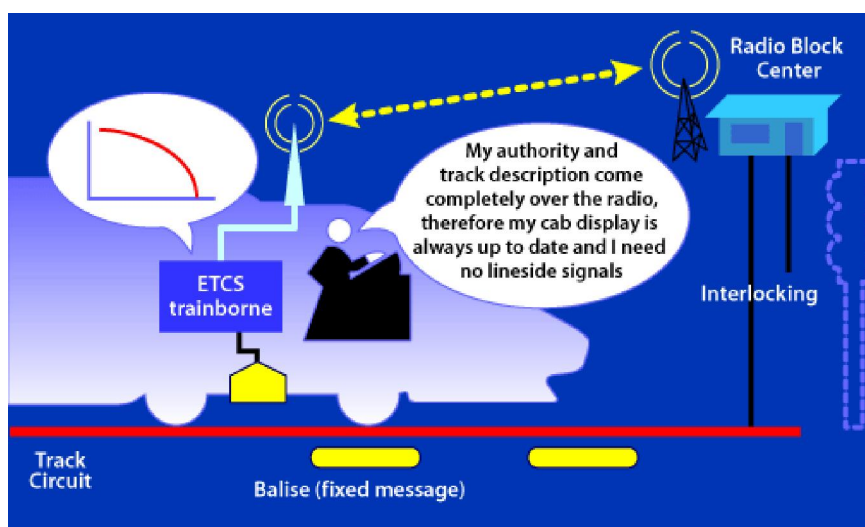 Radio Block
Center
My authority and
track description come
completely over the radio,
therefore my cab display is
always up to date and I need
no lineside signals
ETCS
trainborne
Interlocking
Track
Circuit
Balise (fixed message)